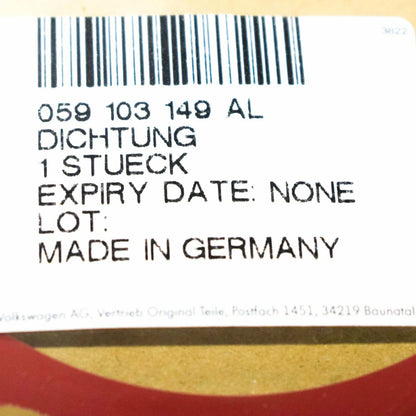 3822
059 103 149 AL
DICHTUNG
1 STUECK
EXPIRY DATE: NONE
LOT:
MADE IN GERMANY
Volkswagen AG, Vertrieb Original Teile, Postfach 1451, 34219 Baunatal